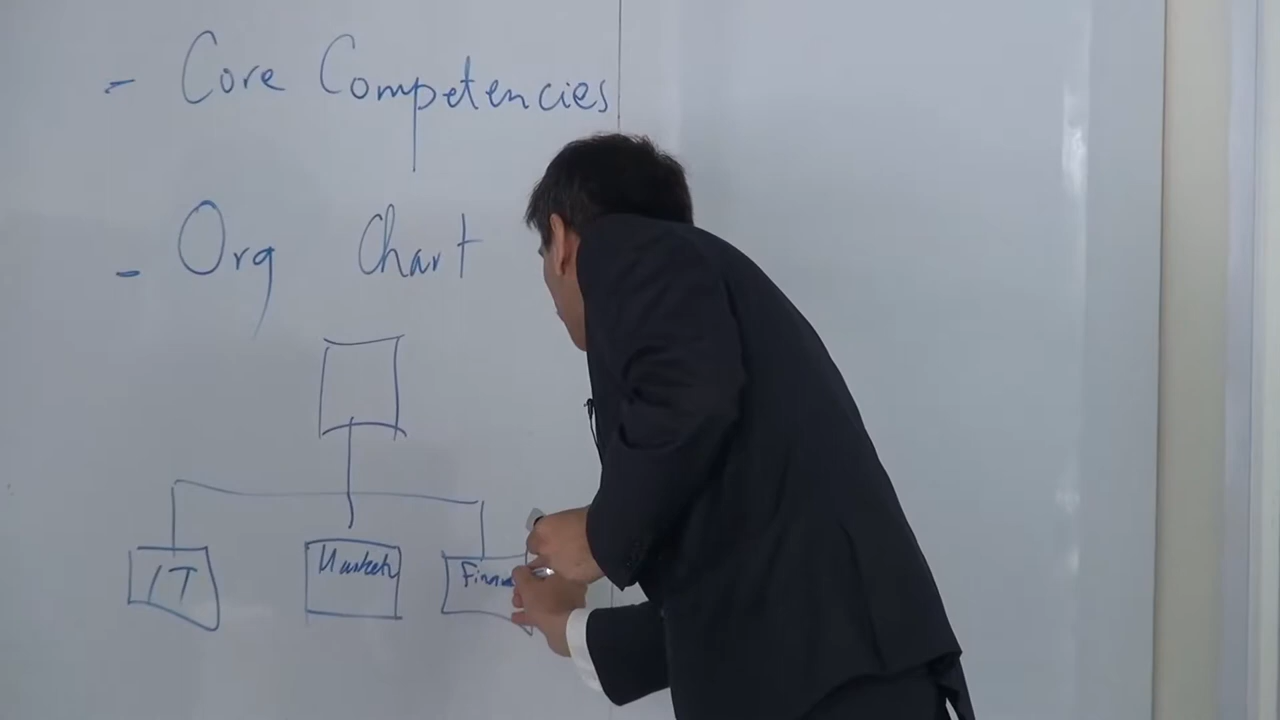 - Core Competencies
- Org Chart
IT